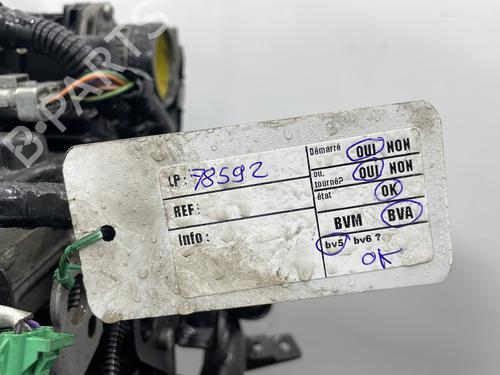 B-PARTS
LP: 78592
REF:
Info:
Démarré OUI NON
ou, tourné? OUI NON
état OK
BVM BVA
bv5 bv6 ?
OK